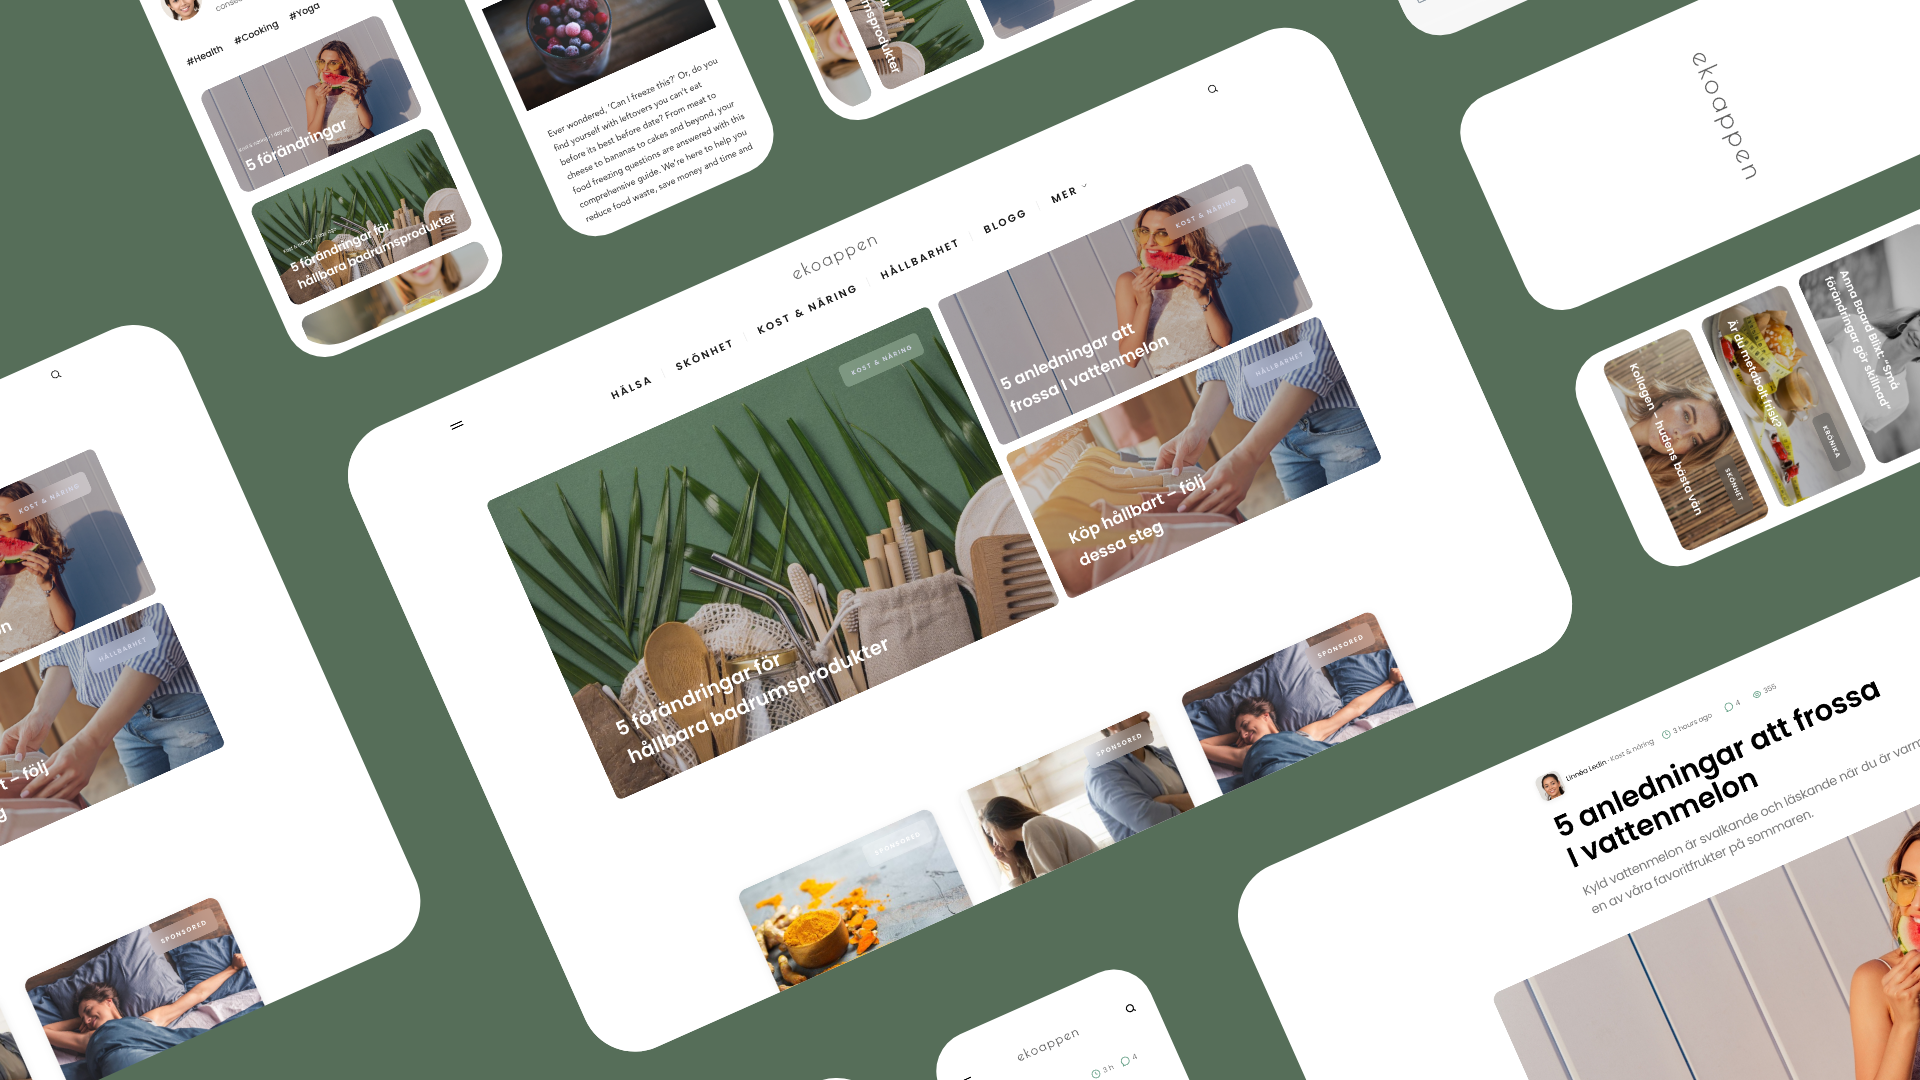 #Health #Cooking #Yoga
5 förändringar
5 förändringar för
hållbara badrumsprodukter
Ever wondered, 'Can I freeze this?' Or, do you
find yourself with leftovers you can't eat
before its best before date? From meat to
cheese to bananas to cakes and beyond, your
food freezing questions are answered with this
comprehensive guide. We're here to help you
reduce food waste, save money and time and
ekoappen
HÄLSA SKÖNHET KOST & NÄRING HÅLLBARHET BLOGG MER
KOST & NÄRING
5 förändringar för
hållbara badrumsprodukter
KOST & NÄRING
5 anledningar att
frossa I vattenmelon
HÅLLBARHET
Köp hållbart – följ
dessa steg
SPONSORED
SPONSORED
SPONSORED
KOST & NÄRING
HÅLLBARHET
t – följ
SPONSORED
ekoappen
Kollagen – hudens bästa vän
SKÖNHET
Är du metabolt frisk?
KRÖNIKA
Anna Baard Blixt: "Små
förändringar gör skillnad"
Linnéa Ledin · Kost & näring 3 hours ago 4 355
5 anledningar att frossa
I vattenmelon
Kyld vattenmelon är svalkande och läskande när du är varm
en av våra favoritfrukter på sommaren.
ekoappen
3 h 4